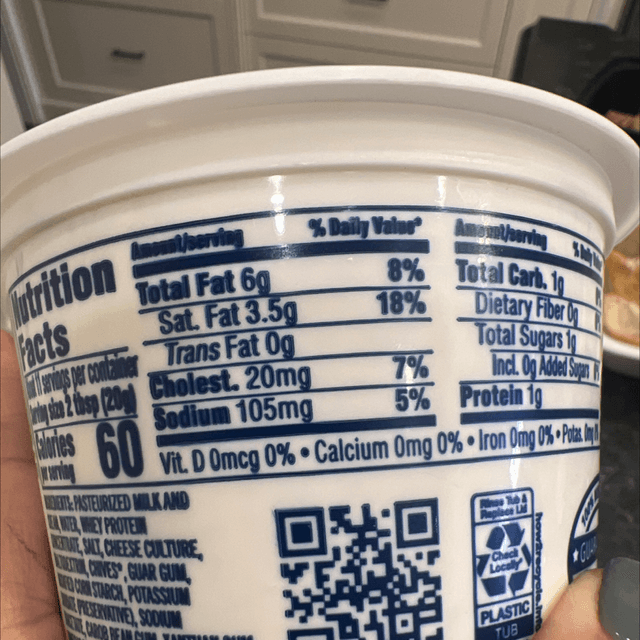 Nutrition
Facts
11 servings per container
serving size 2 tbsp (20g)
Calories
per serving
60
Amount/serving % Daily Value*
Total Fat 6g 8%
Sat. Fat 3.5g 18%
Trans Fat 0g
Cholest. 20mg 7%
Sodium 105mg 5%
Amount/serving % Daily Value
Total Carb. 1g
Dietary Fiber 0g
Total Sugars 1g
Incl. 0g Added Sugars
Protein 1g
Vit. D 0mcg 0% • Calcium 0mg 0% • Iron 0mg 0% • Potas. 0mg
PASTEURIZED MILK AND
WHEY PROTEIN
SALT, CHEESE CULTURE,
CHIVES*, GUAR GUM,
CORN STARCH, POTASSIUM
PRESERVATIVE), SODIUM
Rinse Tub &
Replace Lid
Check
Locally
PLASTIC
TUB